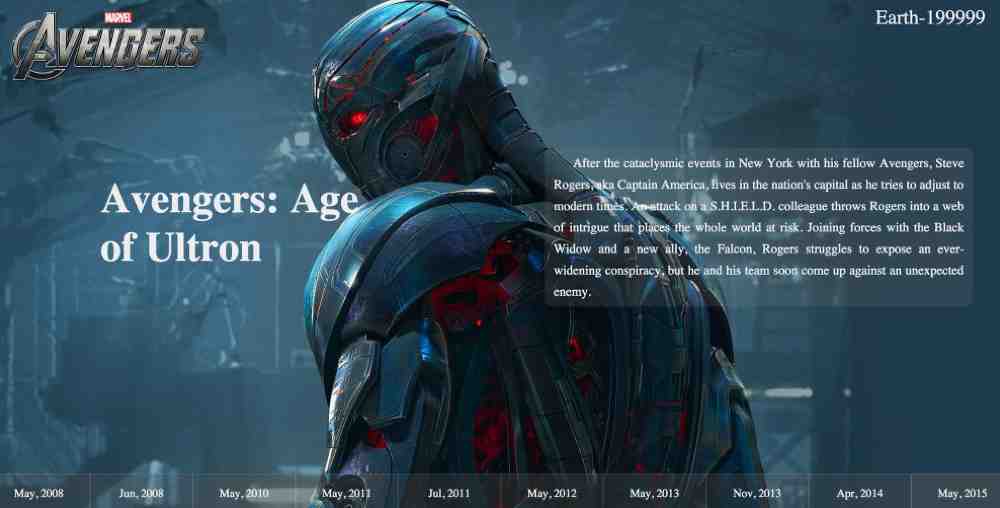 MARVEL
AVENGERS
Earth-199999
Avengers: Age
of Ultron
After the cataclysmic events in New York with his fellow Avengers, Steve
Rogers, aka Captain America, lives in the nation's capital as he tries to adjust to
modern times. An attack on a S.H.I.E.L.D. colleague throws Rogers into a web
of intrigue that places the whole world at risk. Joining forces with the Black
Widow and a new ally, the Falcon, Rogers struggles to expose an ever-
widening conspiracy, but he and his team soon come up against an unexpected
enemy.
May, 2008 Jun, 2008 May, 2010 May, 2011 Jul, 2011 May, 2012 May, 2013 Nov, 2013 Apr, 2014 May, 2015